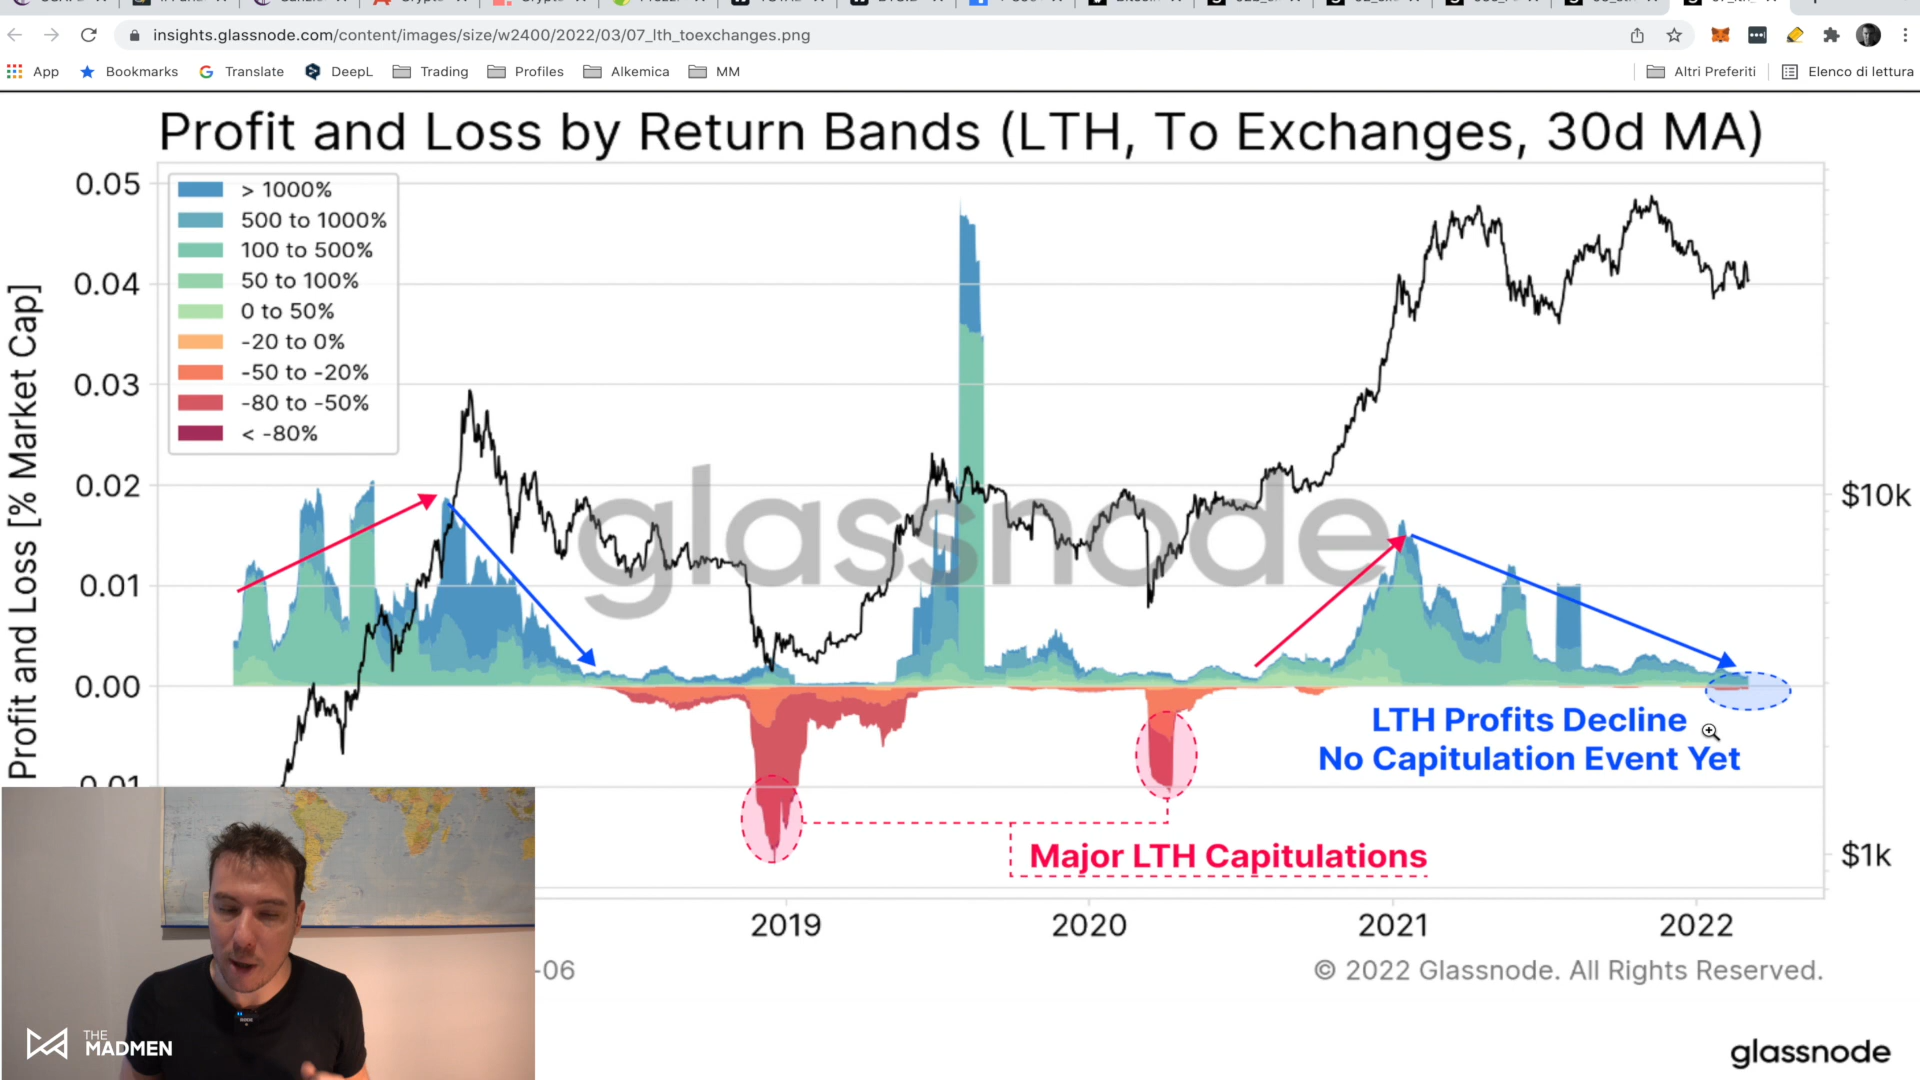 insights.glassnode.com/content/images/size/w2400/2022/03/07_lth_toexchanges.png
App Bookmarks Translate DeepL Trading Profiles Alkemica MM Altri Preferiti Elenco di lettura
Profit and Loss by Return Bands (LTH, To Exchanges, 30d MA)
Profit and Loss [% Market Cap]
0.05
0.04
0.03
0.02
0.01
0.00
> 1000%
500 to 1000%
100 to 500%
50 to 100%
0 to 50%
-20 to 0%
-50 to -20%
-80 to -50%
< -80%
glassnode
$10k
$1k
LTH Profits Decline
No Capitulation Event Yet
Major LTH Capitulations
2019 2020 2021 2022
-06
© 2022 Glassnode. All Rights Reserved.
THE
MADMEN
glassnode